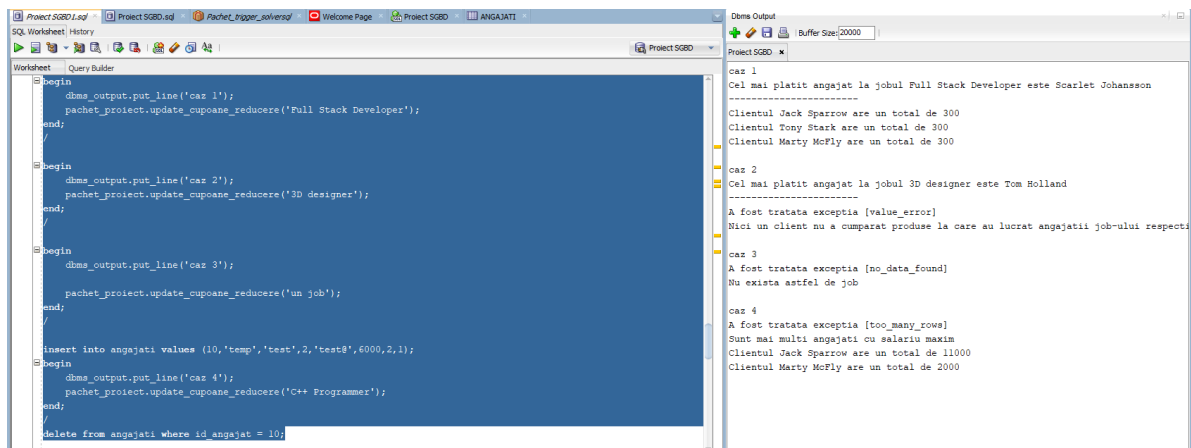 Proiect SGBD1.sql
Proiect SGBD.sql
Pachet_trigger_solversql
Welcome Page
Proiect SGBD
ANGAJATI
SQL Worksheet History
Proiect SGBD
Worksheet Query Builder
begin
dbms_output.put_line('caz 1');
pachet_proiect.update_cupoane_reducere('Full Stack Developer');
end;
/
begin
dbms_output.put_line('caz 2');
pachet_proiect.update_cupoane_reducere('3D designer');
end;
/
begin
dbms_output.put_line('caz 3');
pachet_proiect.update_cupoane_reducere('un job');
end;
/
insert into angajati values (10,'temp','test',2,'test@',6000,2,1);
begin
dbms_output.put_line('caz 4');
pachet_proiect.update_cupoane_reducere('C++ Programmer');
end;
/
delete from angajati where id_angajat = 10;
Dbms Output
Buffer Size: 20000
Proiect SGBD
caz 1
Cel mai platit angajat la jobul Full Stack Developer este Scarlet Johansson
-----------------------
Clientul Jack Sparrow are un total de 300
Clientul Tony Stark are un total de 300
Clientul Marty McFly are un total de 300
caz 2
Cel mai platit angajat la jobul 3D designer este Tom Holland
-----------------------
A fost tratata exceptia [value_error]
Nici un client nu a cumparat produse la care au lucrat angajatii job-ului respecti
caz 3
A fost tratata exceptia [no_data_found]
Nu exista astfel de job
caz 4
A fost tratata exceptia [too_many_rows]
Sunt mai multi angajati cu salariu maxim
Clientul Jack Sparrow are un total de 11000
Clientul Marty McFly are un total de 2000